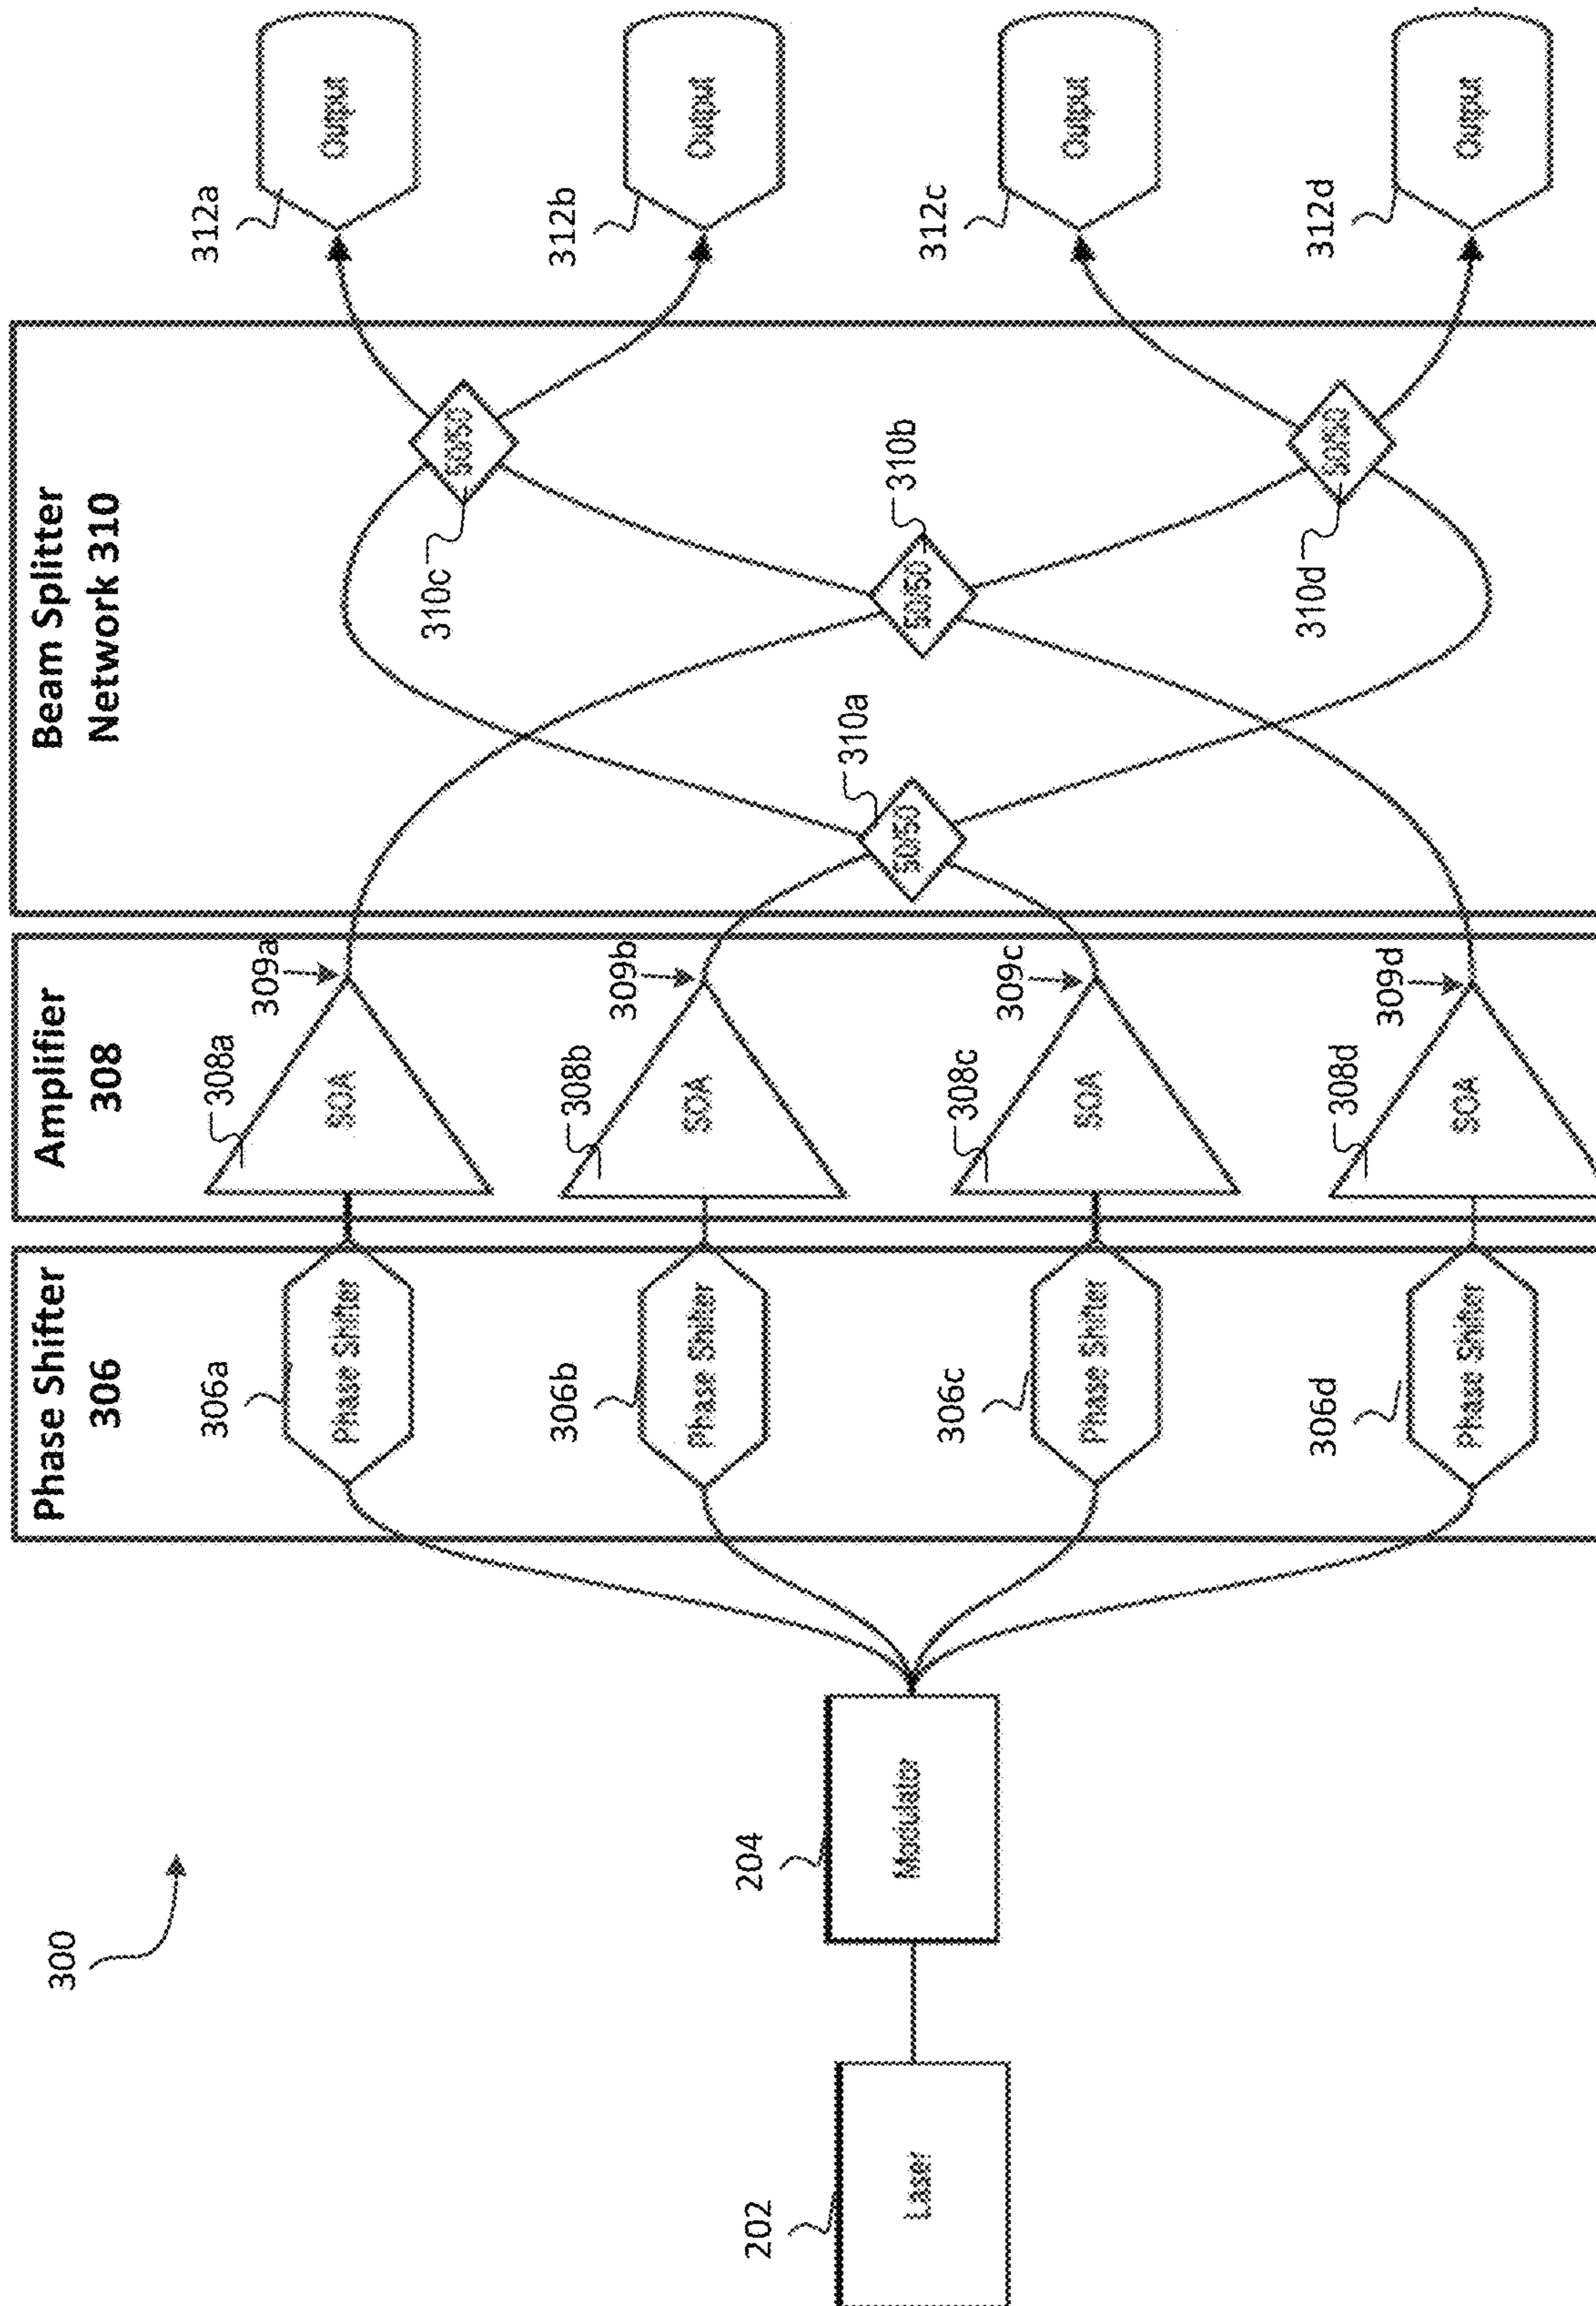 300
202
Laser
204
Modulator
Phase Shifter
306
306a
Phase Shifter
306b
Phase Shifter
306c
Phase Shifter
306d
Phase Shifter
Amplifier
308
308a
SOA
309a
308b
SOA
309b
308c
SOA
309c
308d
SOA
309d
Beam Splitter
Network 310
310a
50/50
310b
50/50
310c
50/50
310d
50/50
312a
Output
312b
Output
312c
Output
312d
Output